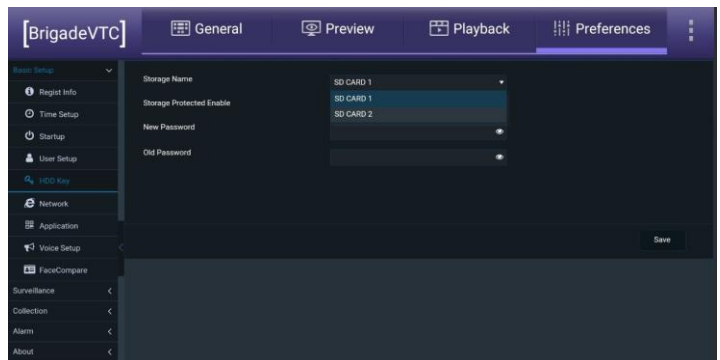 [BrigadeVTC]
General
Preview
Playback
Preferences
Basic Setup
Regist Info
Time Setup
Startup
User Setup
HDD Key
Network
Application
Voice Setup
FaceCompare
Surveillance
Collection
Alarm
About
Storage Name
SD CARD 1
SD CARD 1
SD CARD 2
Storage Protected Enable
New Password
Old Password
Save